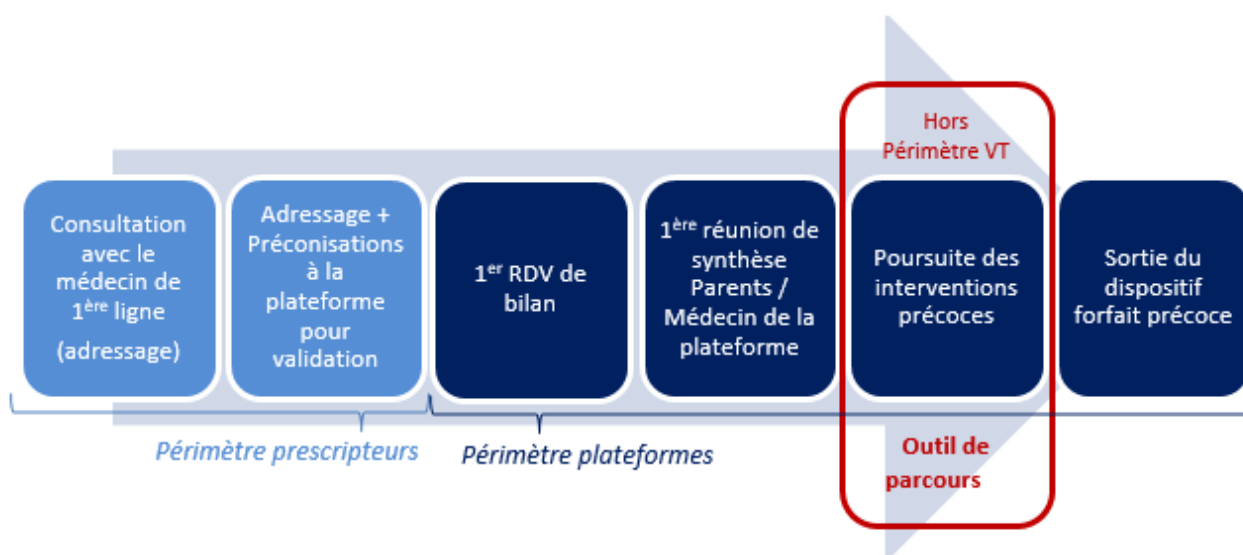 Hors
Périmètre VT
Consultation
avec le
médecin de
1ère ligne
(adressage)
Adressage +
Préconisations
à la
plateforme
pour
validation
1er RDV de
bilan
1ère réunion de
synthèse
Parents /
Médecin de la
plateforme
Poursuite des
interventions
précoces
Sortie du
dispositif
forfait précoce
Périmètre prescripteurs
Périmètre plateformes
Outil de
parcours